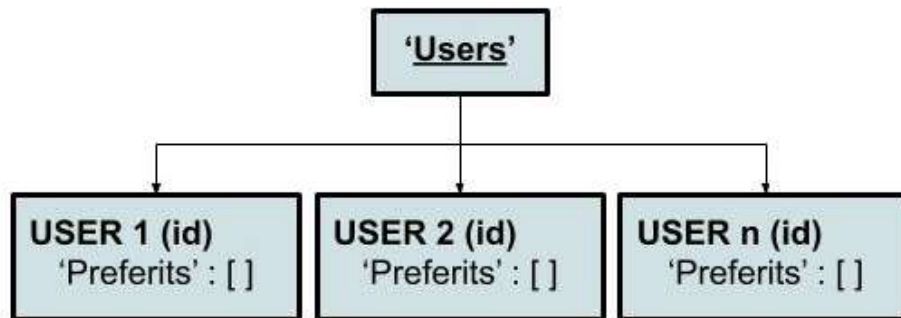 ‘Users’
USER 1 (id)
‘Preferits’ : [ ]
USER 2 (id)
‘Preferits’ : [ ]
USER n (id)
‘Preferits’ : [ ]